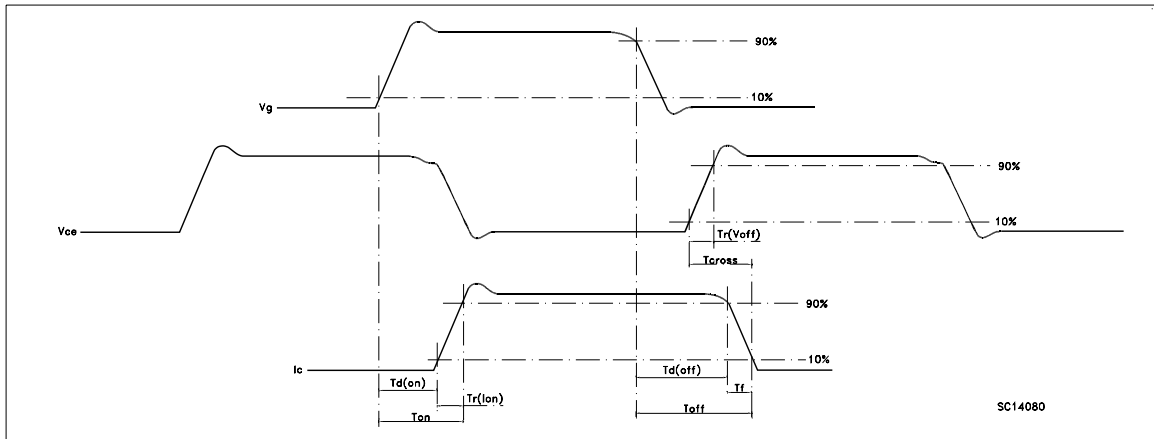 90%
10%
Vg
90%
Vce
10%
Tr(Voff)
Tcross
90%
10%
Ic
Td(on)
Td(off)
Tr(Ion)
Tf
Ton
Toff
SC14080